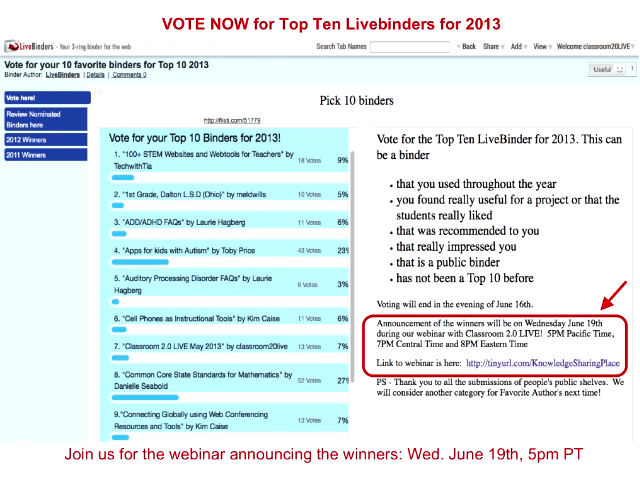 VOTE NOW for Top Ten Livebinders for 2013
LiveBinders - Your 3-ring binder for the web
Search Tab Names
Back Share Add View Welcome classroom20LIVE
Vote for your 10 favorite binders for Top 10 2013
Binder Author: LiveBinders | Details | Comments 0
Useful 1
Vote here!
Review Nominated
Binders here
2012 Winners
2011 Winners
Pick 10 binders
http://flisti.com/51779
Vote for your Top 10 Binders for 2013!
1. "100+ STEM Websites and Webtools for Teachers" by
TechwithTia
18 Votes 9%
2. "1st Grade, Dalton L.S.D (Ohio)" by meldwills 10 Votes 5%
3. "ADD/ADHD FAQs" by Laurie Hagberg 11 Votes 6%
4. "Apps for kids with Autism" by Toby Price 43 Votes 23%
5. "Auditory Processing Disorder FAQs" by Laurie
Hagberg
6 Votes 3%
6. "Cell Phones as Instructional Tools" by Kim Caise 11 Votes 6%
7. "Classroom 2.0 LIVE May 2013" by classroom20live 13 Votes 7%
8. "Common Core State Standards for Mathematics" by
Danielle Seabold
52 Votes 27%
9."Connecting Globally using Web Conferencing
Resources and Tools" by Kim Caise
13 Votes 7%
Vote for the Top Ten LiveBinder for 2013. This can
be a binder
• that you used throughout the year
• you found really useful for a project or that the
students really liked
• that was recommended to you
• that really impressed you
• that is a public binder
• has not been a Top 10 before
Voting will end in the evening of June 16th.
Announcement of the winners will be on Wednesday June 19th
during our webinar with Classroom 2.0 LIVE! 5PM Pacific Time,
7PM Central Time and 8PM Eastern Time
Link to webinar is here: http://tinyurl.com/KnowledgeSharingPlace
PS - Thank you to all the submissions of people's public shelves. We
will consider another category for Favorite Author's next time!
Join us for the webinar announcing the winners: Wed. June 19th, 5pm PT